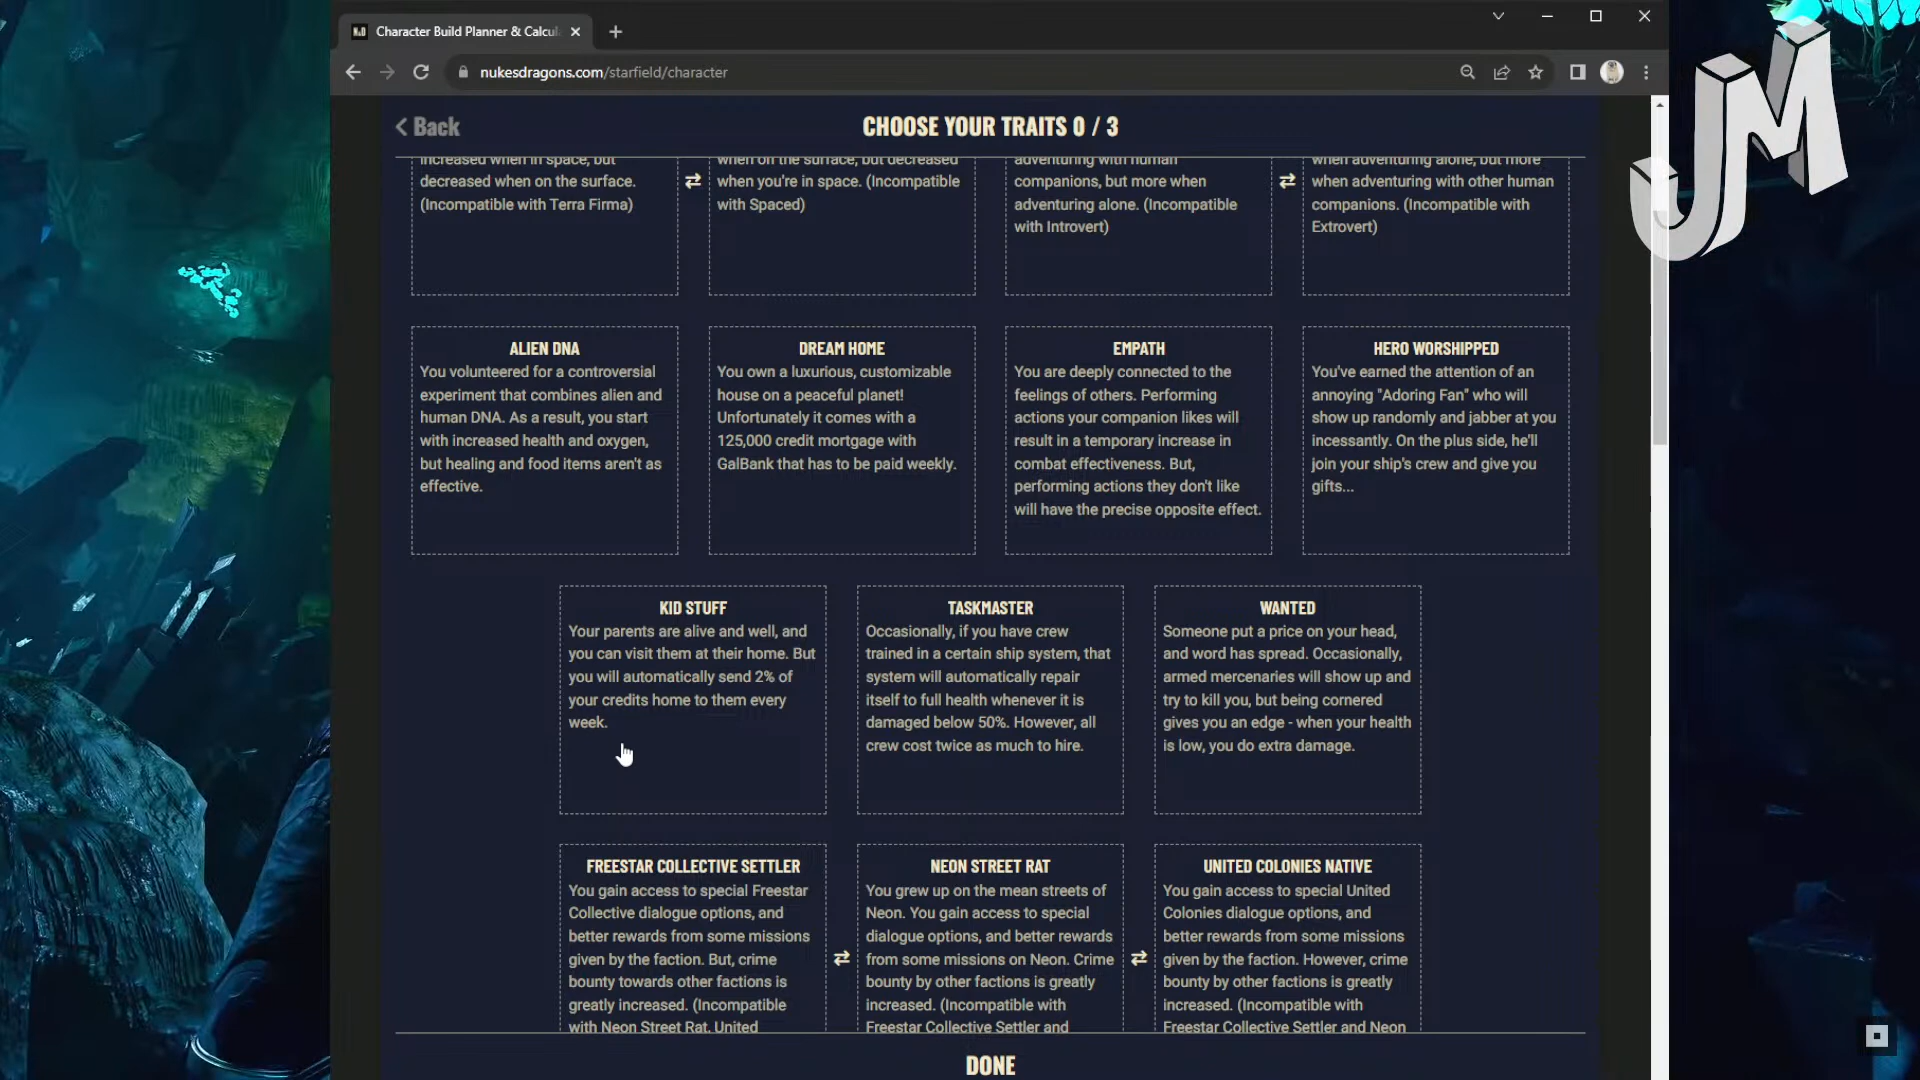 Character Build Planner & Calcul
nukesdragons.com/starfield/character
JM
Back
CHOOSE YOUR TRAITS 0 / 3
increased when in space, but
decreased when on the surface.
(Incompatible with Terra Firma)
when on the surface, but decreased
when you're in space. (Incompatible
with Spaced)
adventuring with human
companions, but more when
adventuring alone. (Incompatible
with Introvert)
when adventuring alone, but more
when adventuring with other human
companions. (Incompatible with
Extrovert)
ALIEN DNA
You volunteered for a controversial
experiment that combines alien and
human DNA. As a result, you start
with increased health and oxygen,
but healing and food items aren't as
effective.
DREAM HOME
You own a luxurious, customizable
house on a peaceful planet!
Unfortunately it comes with a
125,000 credit mortgage with
GalBank that has to be paid weekly.
EMPATH
You are deeply connected to the
feelings of others. Performing
actions your companion likes will
result in a temporary increase in
combat effectiveness. But,
performing actions they don't like
will have the precise opposite effect.
HERO WORSHIPPED
You've earned the attention of an
annoying "Adoring Fan" who will
show up randomly and jabber at you
incessantly. On the plus side, he'll
join your ship's crew and give you
gifts...
KID STUFF
Your parents are alive and well, and
you can visit them at their home. But
you will automatically send 2% of
your credits home to them every
week.
TASKMASTER
Occasionally, if you have crew
trained in a certain ship system, that
system will automatically repair
itself to full health whenever it is
damaged below 50%. However, all
crew cost twice as much to hire.
WANTED
Someone put a price on your head,
and word has spread. Occasionally,
armed mercenaries will show up and
try to kill you, but being cornered
gives you an edge - when your health
is low, you do extra damage.
FREESTAR COLLECTIVE SETTLER
You gain access to special Freestar
Collective dialogue options, and
better rewards from some missions
given by the faction. But, crime
bounty towards other factions is
greatly increased. (Incompatible
with Neon Street Rat, United
NEON STREET RAT
You grew up on the mean streets of
Neon. You gain access to special
dialogue options, and better rewards
from some missions on Neon. Crime
bounty by other factions is greatly
increased. (Incompatible with
Freestar Collective Settler and
UNITED COLONIES NATIVE
You gain access to special United
Colonies dialogue options, and
better rewards from some missions
given by the faction. However, crime
bounty by other factions is greatly
increased. (Incompatible with
Freestar Collective Settler and Neon
DONE